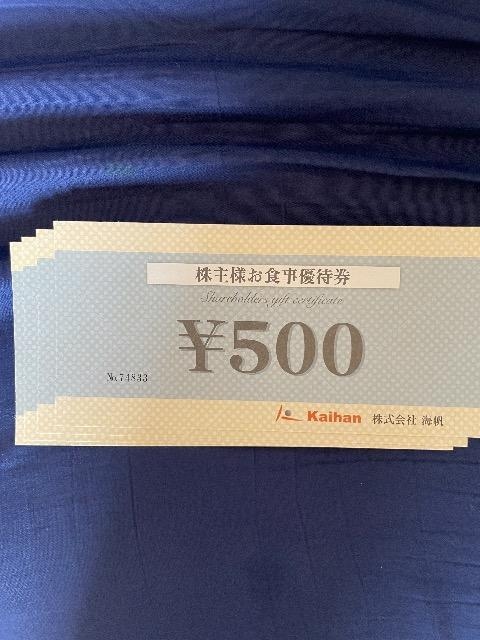 株主様お食事優待券
Shareholders gift certificate
¥500
No.74833
Kaihan 株式会社 海帆